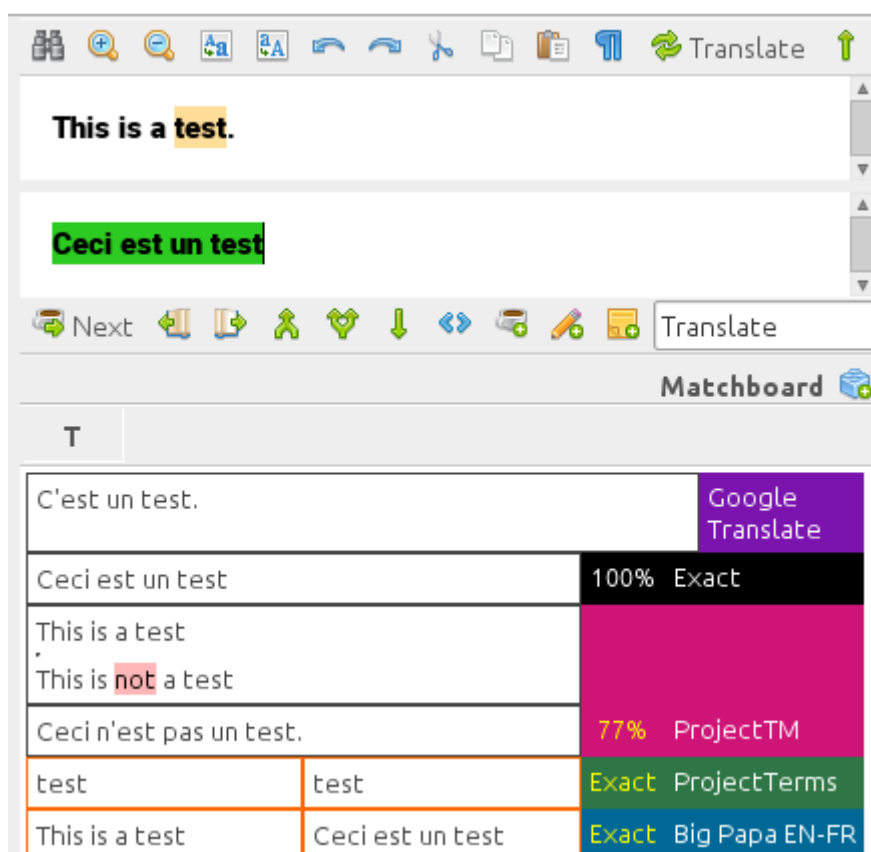 Translate
This is a test.
Ceci est un test
Next
Translate
Matchboard
T
C'est un test.
Google
Translate
Ceci est un test
100% Exact
This is a test
.
This is not a test
Ceci n'est pas un test.
77% ProjectTM
test test Exact ProjectTerms
This is a test Ceci est un test Exact Big Papa EN-FR